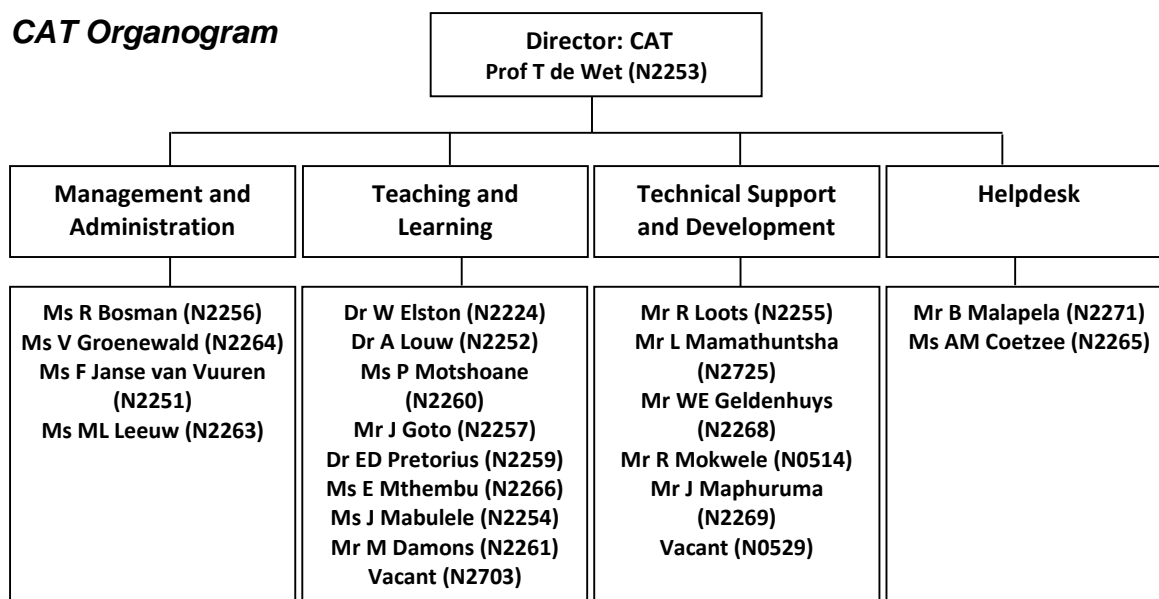 CAT Organogram
Director: CAT
Prof T de Wet (N2253)
Management and
Administration
Teaching and
Learning
Technical Support
and Development
Helpdesk
Ms R Bosman (N2256)
Ms V Groenewald (N2264)
Ms F Janse van Vuuren
(N2251)
Ms ML Leeuw (N2263)
Dr W Elston (N2224)
Dr A Louw (N2252)
Ms P Motshoane
(N2260)
Mr J Goto (N2257)
Dr ED Pretorius (N2259)
Ms E Mthembu (N2266)
Ms J Mabulele (N2254)
Mr M Damons (N2261)
Vacant (N2703)
Mr R Loots (N2255)
Mr L Mamathuntsha
(N2725)
Mr WE Geldenhuys
(N2268)
Mr R Mokwele (N0514)
Mr J Maphuruma
(N2269)
Vacant (N0529)
Mr B Malapela (N2271)
Ms AM Coetzee (N2265)